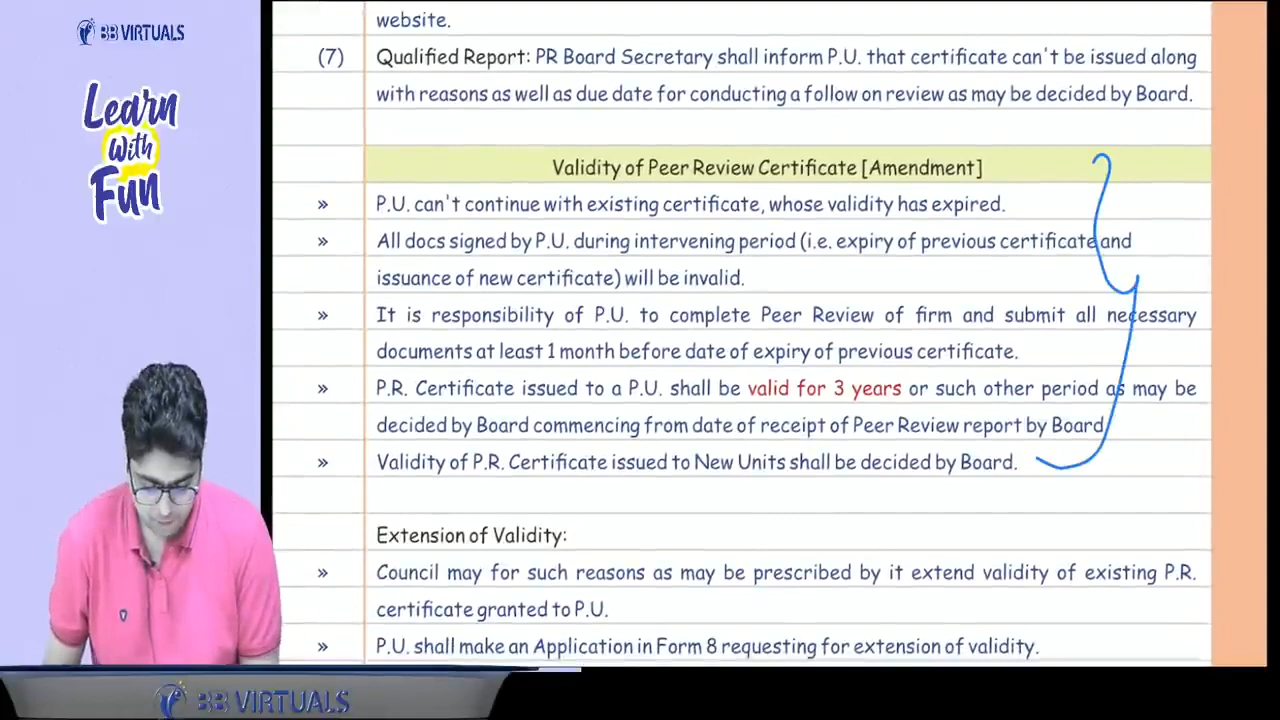 BB VIRTUALS
Learn
With
Fun
website.
(7) Qualified Report: PR Board Secretary shall inform P.U. that certificate can't be issued along
with reasons as well as due date for conducting a follow on review as may be decided by Board.
Validity of Peer Review Certificate [Amendment]
» P.U. can't continue with existing certificate, whose validity has expired.
» All docs signed by P.U. during intervening period (i.e. expiry of previous certificate and
issuance of new certificate) will be invalid.
» It is responsibility of P.U. to complete Peer Review of firm and submit all necessary
documents at least 1 month before date of expiry of previous certificate.
» P.R. Certificate issued to a P.U. shall be valid for 3 years or such other period as may be
decided by Board commencing from date of receipt of Peer Review report by Board
» Validity of P.R. Certificate issued to New Units shall be decided by Board.
Extension of Validity:
» Council may for such reasons as may be prescribed by it extend validity of existing P.R.
certificate granted to P.U.
» P.U. shall make an Application in Form 8 requesting for extension of validity.
BB VIRTUALS